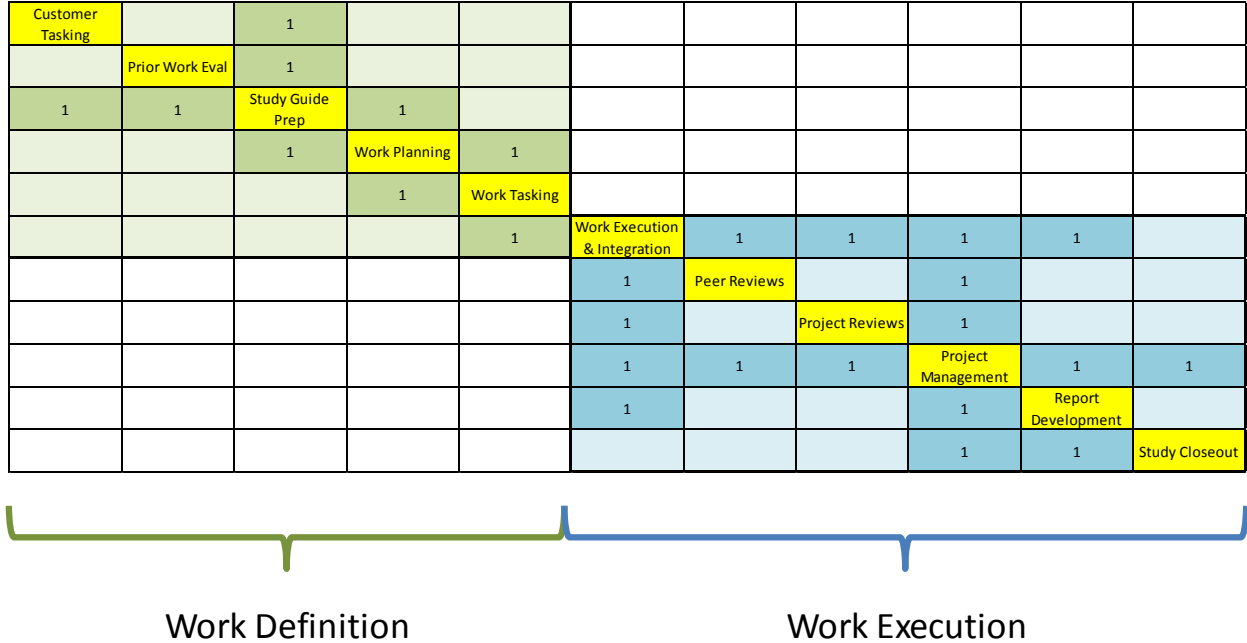 Customer
Tasking
1
Prior Work Eval
1
1
1
Study Guide
Prep
1
1
Work Planning
1
1
Work Tasking
1
Work Execution
& Integration
1
1
1
1
1
Peer Reviews
1
1
Project Reviews
1
1
1
1
Project
Management
1
1
1
1
Report
Development
1
1
Study Closeout
Work Definition
Work Execution